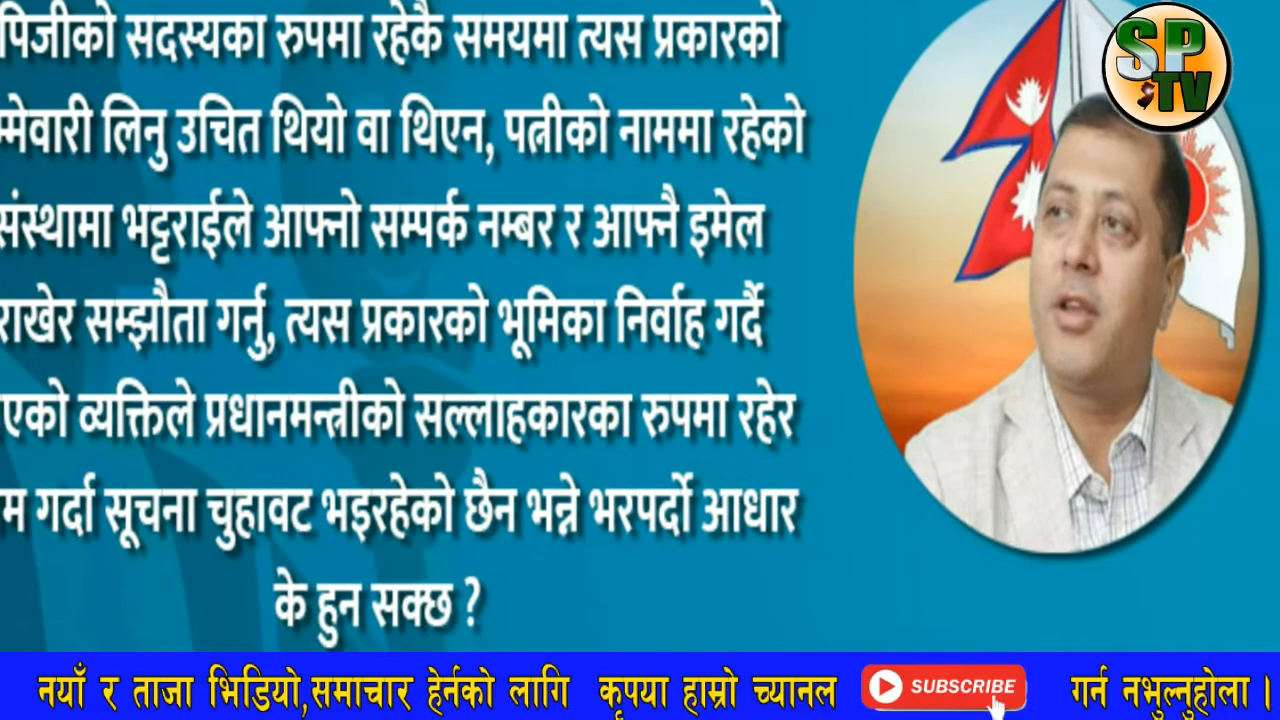 पिजीको सदस्यका रुपमा रहेकै समयमा त्यस प्रकारको
म्मेवारी लिनु उचित थियो वा थिएन, पत्नीको नाममा रहेको
संस्थामा भट्टराईले आफ्नो सम्पर्क नम्बर र आफ्नै इमेल
राखेर सम्झौता गर्नु, त्यस प्रकारको भूमिका निर्वाह गर्दै
एको व्यक्तिले प्रधानमन्त्रीको सल्लाहकारका रुपमा रहेर
म गर्दा सूचना चुहावट भइरहेको छैन भन्ने भरपर्दो आधार
के हुन सक्छ ?
SP TV
नयाँ र ताजा भिडियो,समाचार हेर्नको लागि कृपया हाम्रो च्यानल SUBSCRIBE गर्न नभुल्नुहोला ।